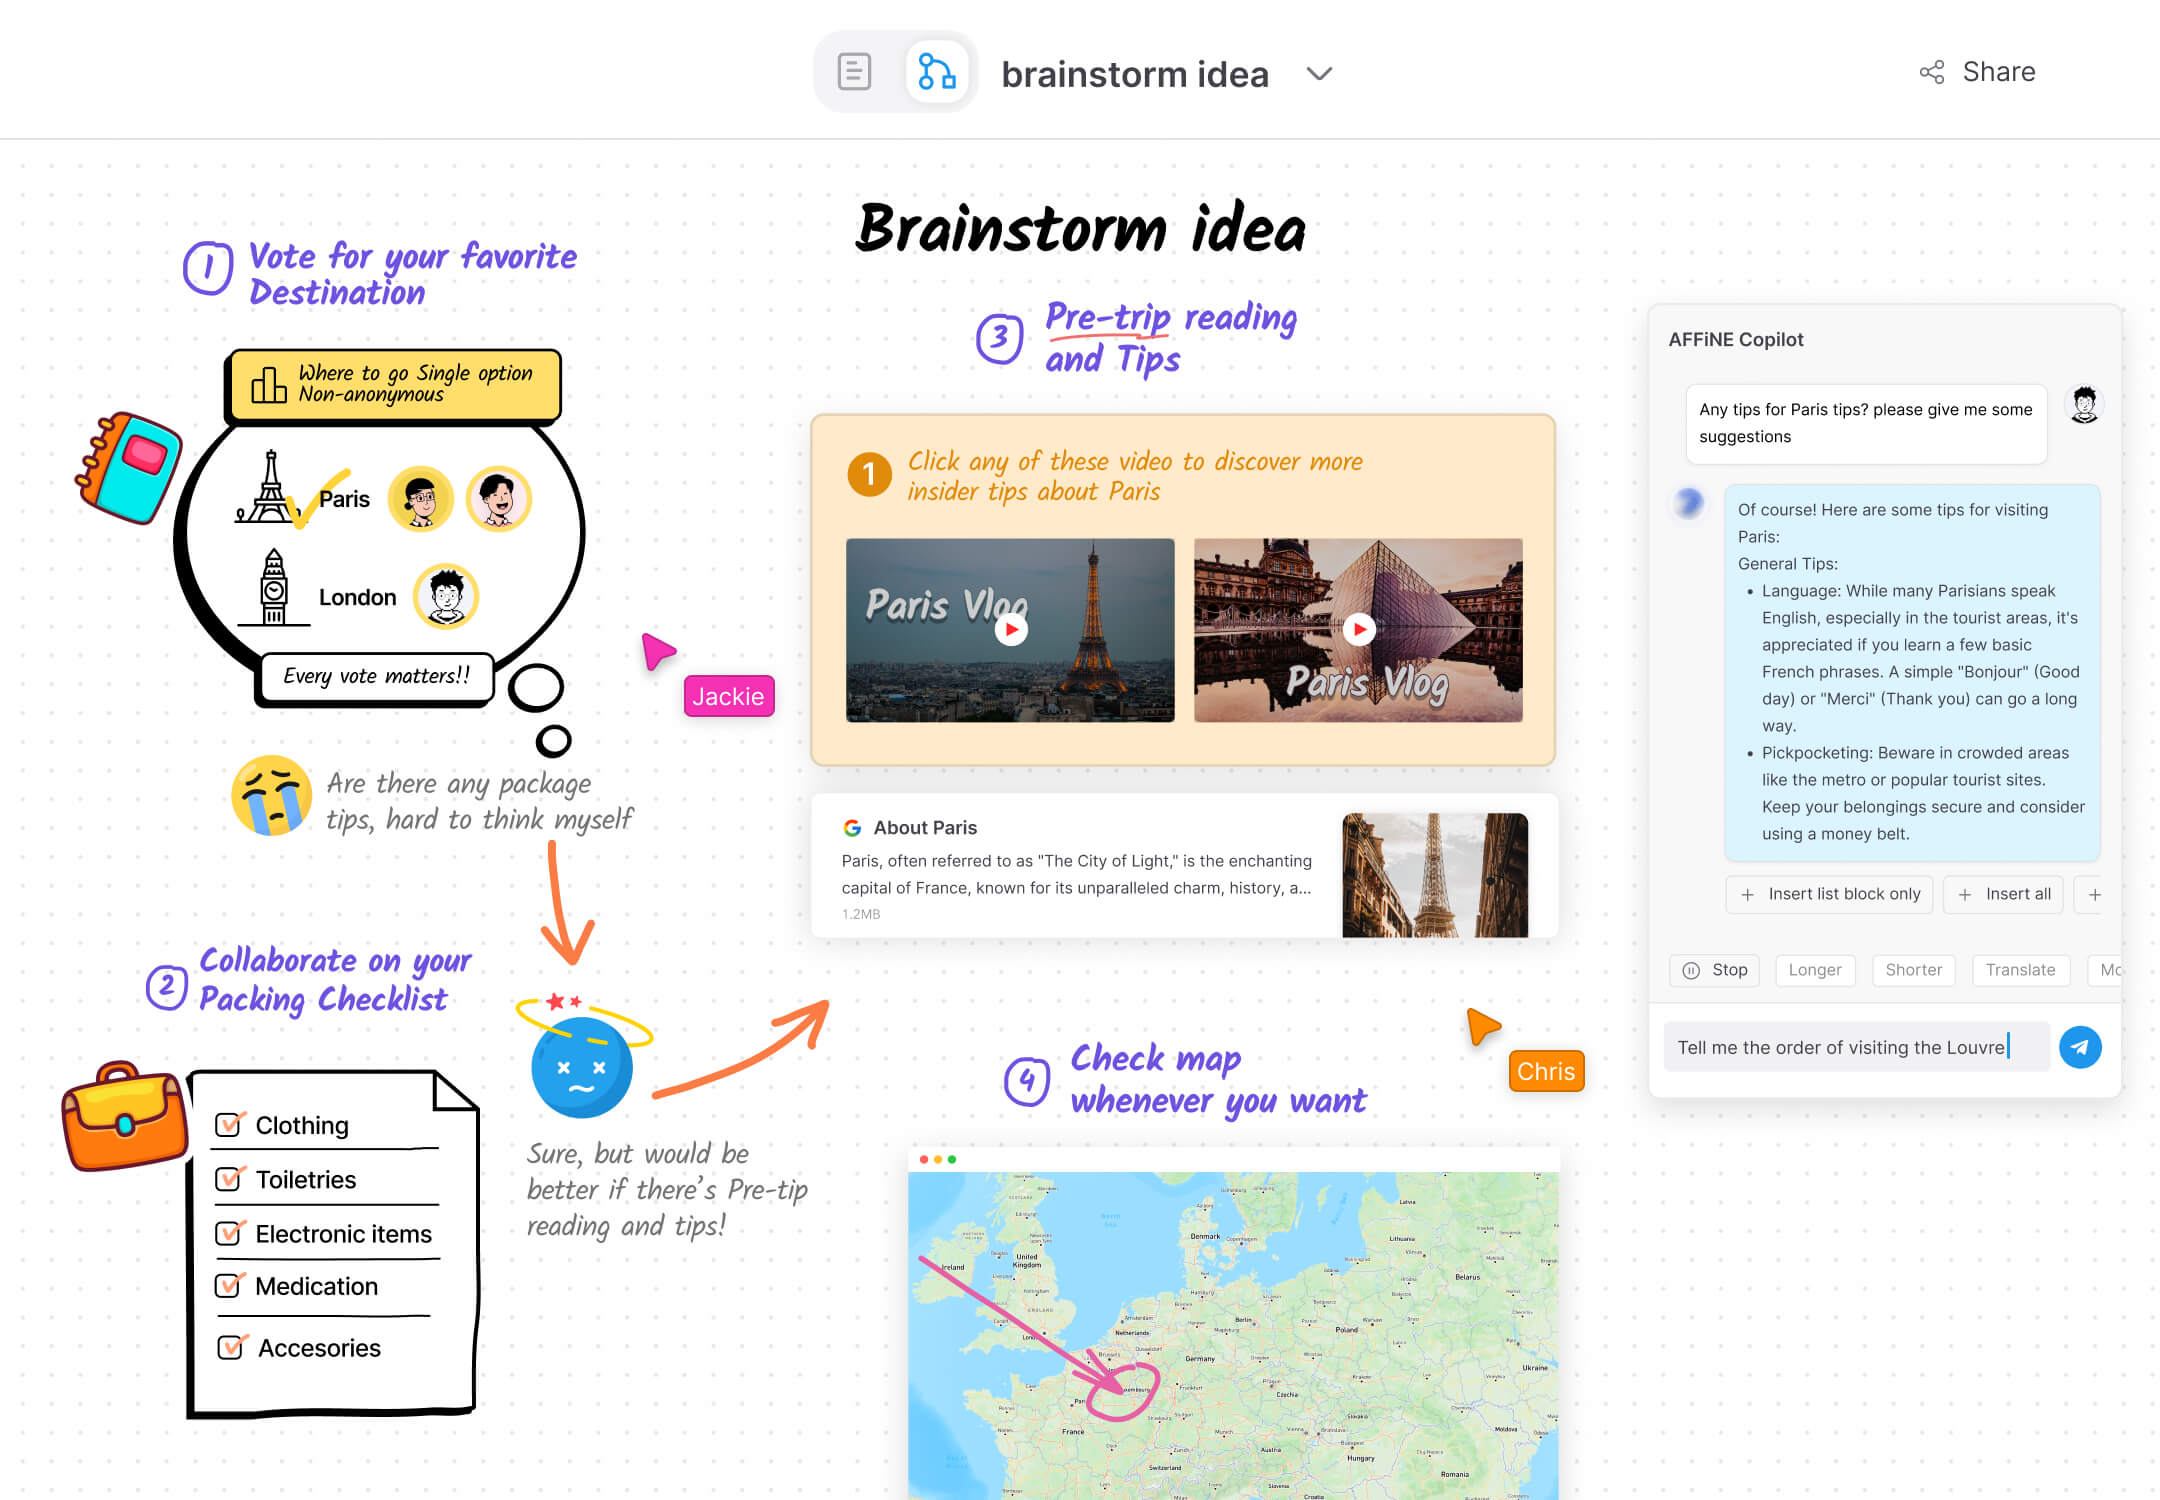 brainstorm idea
Share
Brainstorm idea
1 Vote for your favorite
Destination
Where to go Single option
Non-anonymous
Paris
London
Every vote matters!!
Jackie
Are there any package
tips, hard to think myself
2 Collaborate on your
Packing Checklist
Clothing
Toiletries
Electronic items
Medication
Accesories
Sure, but would be
better if there's Pre-tip
reading and tips!
3 Pre-trip reading
and Tips
1 Click any of these video to discover more
insider tips about Paris
Paris Vlog
Paris Vlog
About Paris
Paris, often referred to as "The City of Light," is the enchanting
capital of France, known for its unparalleled charm, history, a...
1.2MB
Chris
4 Check map
whenever you want
North
Sea
Denmark
Latvia
Lithuania
Ireland
United
Kingdom
ENGLAND
Belarus
Hamburg
Amsterdam
Netherlands
Berlin
Poland
Germany
Ukraine
Frankfurt
Czechia
France
Slovakia
Moldova
Austria
Hungary
Switzerland
Romania
Slovenia
Croatia
AFFiNE Copilot
Any tips for Paris tips? please give me some
suggestions
Of course! Here are some tips for visiting
Paris:
General Tips:
• Language: While many Parisians speak
English, especially in the tourist areas, it's
appreciated if you learn a few basic
French phrases. A simple "Bonjour" (Good
day) or "Merci" (Thank you) can go a long
way.
• Pickpocketing: Beware in crowded areas
like the metro or popular tourist sites.
Keep your belongings secure and consider
using a money belt.
+ Insert list block only + Insert all +
Stop Longer Shorter Translate Mo
Tell me the order of visiting the Louvre